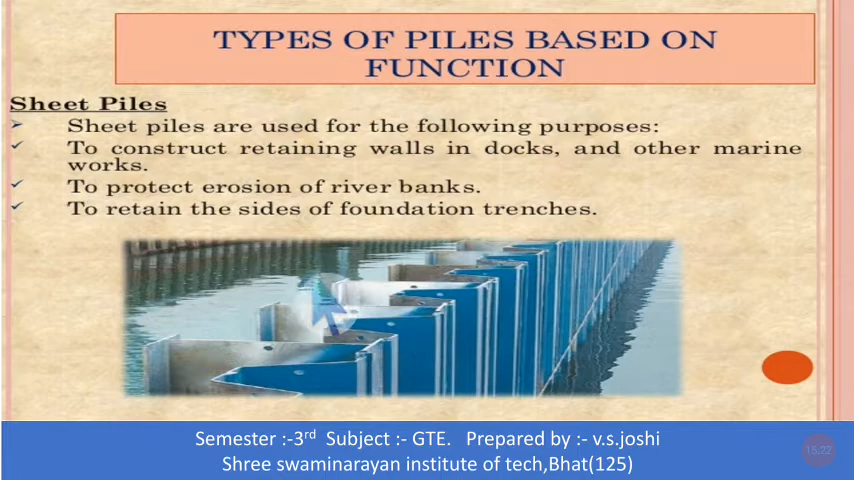 TYPES OF PILES BASED ON
FUNCTION
Sheet Piles
Sheet piles are used for the following purposes:
To construct retaining walls in docks, and other marine
works.
To protect erosion of river banks.
To retain the sides of foundation trenches.
Semester :-3rd Subject :- GTE. Prepared by :- v.s.joshi
Shree swaminarayan institute of tech,Bhat(125)
15:22